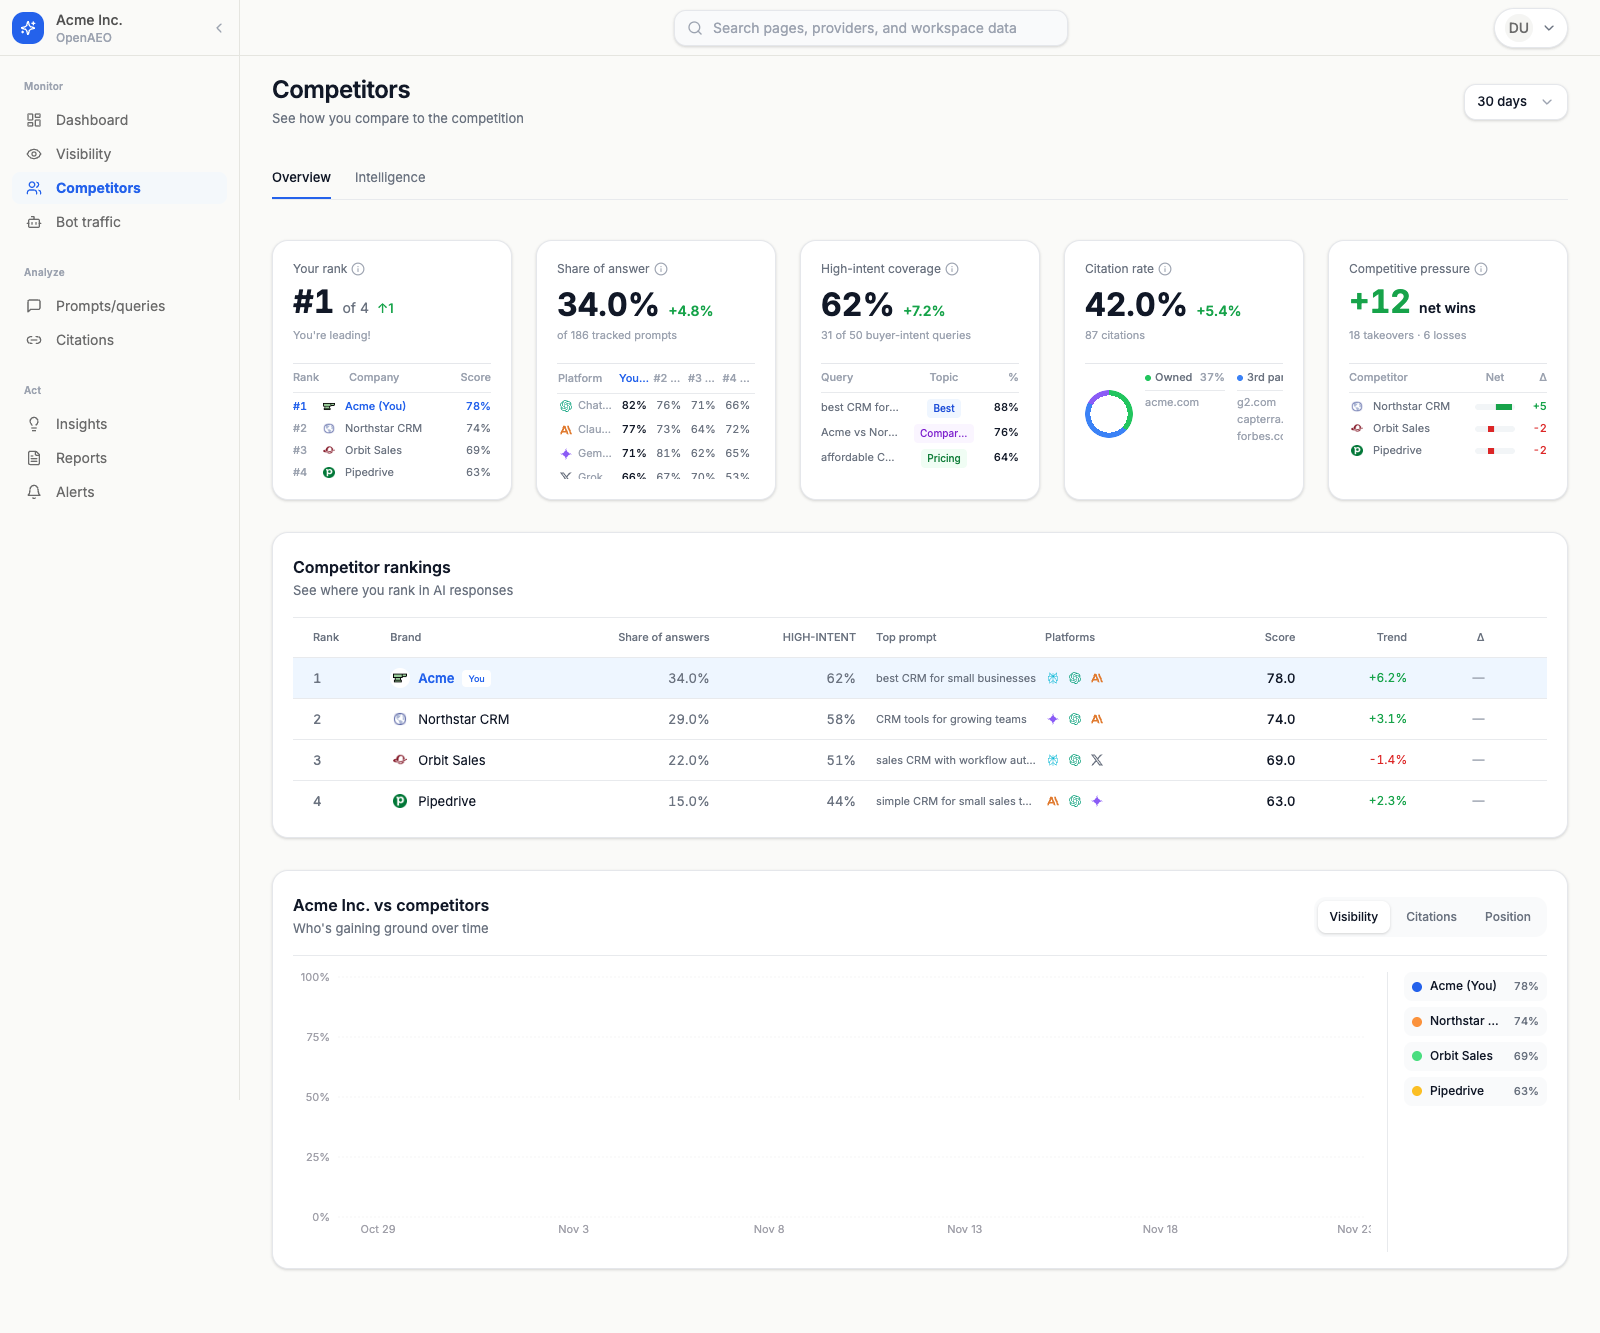 Acme Inc.
OpenAEO
Search pages, providers, and workspace data
DU
Monitor
Dashboard
Visibility
Competitors
Bot traffic
Analyze
Prompts/queries
Citations
Act
Insights
Reports
Alerts
Competitors
See how you compare to the competition
30 days
Overview
Intelligence
Your rank
#1 of 4 ↑1
You're leading!
Rank Company Score
#1 Acme (You) 78%
#2 Northstar CRM 74%
#3 Orbit Sales 69%
#4 Pipedrive 63%
Share of answer
34.0% +4.8%
of 186 tracked prompts
Platform You... #2 ... #3 ... #4 ...
Chat... 82% 76% 71% 66%
Clau... 77% 73% 64% 72%
Gem... 71% 81% 62% 65%
Grok 66% 67% 70% 53%
High-intent coverage
62% +7.2%
31 of 50 buyer-intent queries
Query Topic %
best CRM for... Best 88%
Acme vs Nor... Compar... 76%
affordable C... Pricing 64%
Citation rate
42.0% +5.4%
87 citations
Owned 37%
acme.com
3rd par
g2.com
capterra.
forbes.co
Competitive pressure
+12 net wins
18 takeovers · 6 losses
Competitor Net Δ
Northstar CRM +5
Orbit Sales -2
Pipedrive -2
Competitor rankings
See where you rank in AI responses
Rank Brand Share of answers HIGH-INTENT Top prompt Platforms Score Trend Δ
1 Acme You 34.0% 62% best CRM for small businesses 78.0 +6.2% —
2 Northstar CRM 29.0% 58% CRM tools for growing teams 74.0 +3.1% —
3 Orbit Sales 22.0% 51% sales CRM with workflow aut... 69.0 -1.4% —
4 Pipedrive 15.0% 44% simple CRM for small sales t... 63.0 +2.3% —
Acme Inc. vs competitors
Who's gaining ground over time
Visibility Citations Position
100%
75%
50%
25%
0%
Oct 29 Nov 3 Nov 8 Nov 13 Nov 18 Nov 23
Acme (You) 78%
Northstar ... 74%
Orbit Sales 69%
Pipedrive 63%